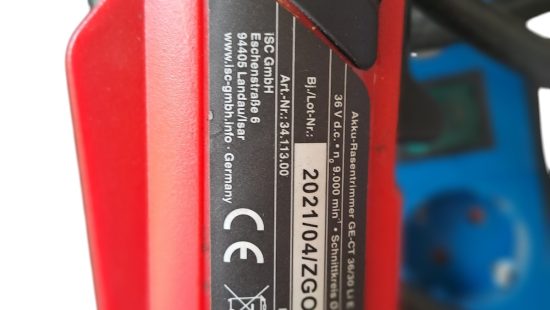 Akku-Rasentrimmer GE-CT 36/30 Li E
36 V d.c. · n₀ 9.000 min⁻¹ · Schnittkreis Ø
Bj./Lot-Nr.: 2021/04/ZGO
Art.-Nr.: 34.113.00
iSC GmbH
Eschenstraße 6
94405 Landau/Isar
www.isc-gmbh.info · Germany
CE